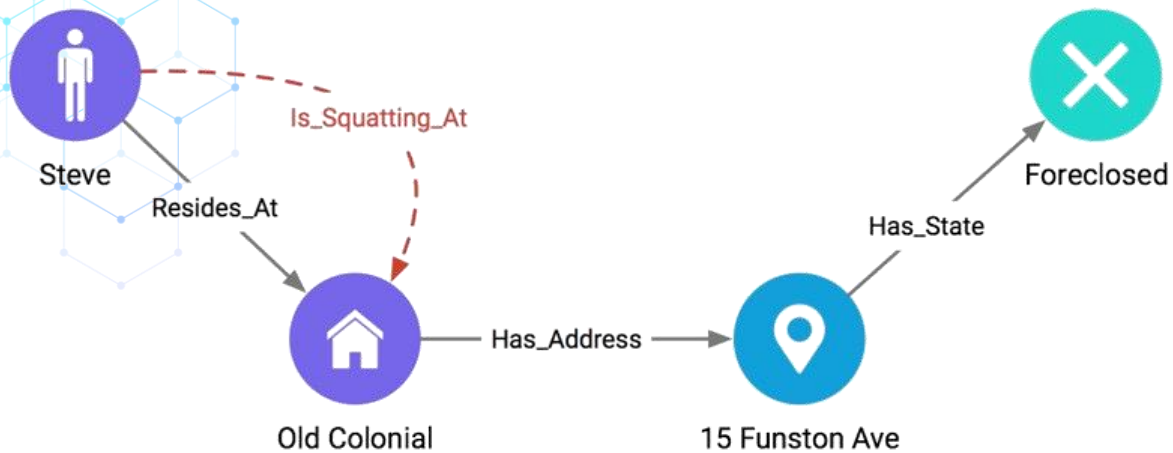 Steve
Is_Squatting_At
Resides_At
Old Colonial
Has_Address
15 Funston Ave
Has_State
Foreclosed